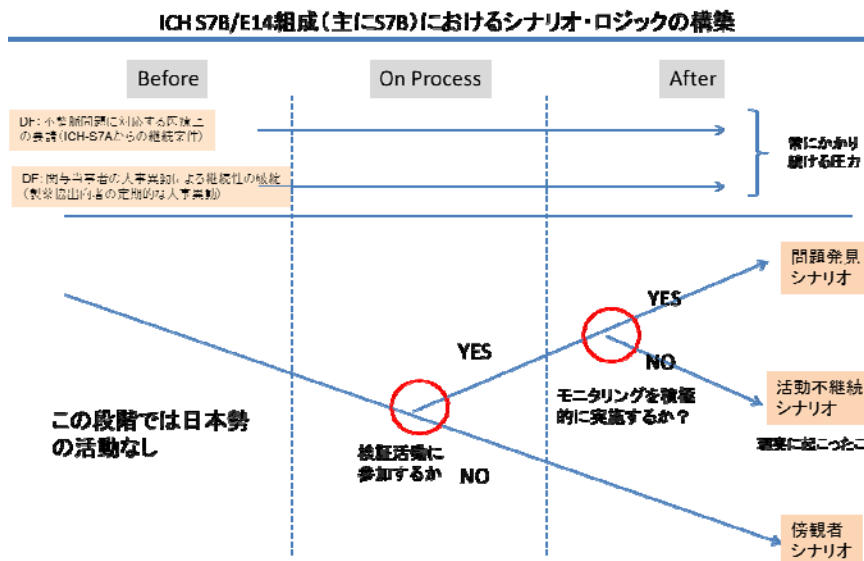 ICH S7B/E14組成(主にS7B)におけるシナリオ・ロジックの構築
Before
On Process
After
DF:不整脈問題に対応する医療上
の要請(ICH-S7Aからの継続案件)
DF:関与当事者の人事異動による継続性の破綻
(製薬協出向者の定期的な人事異動)
常にかかり
続ける圧力
問題発見
シナリオ
YES
YES
NO
モニタリングを積極
的に実施するか?
活動不継続
シナリオ
現実に起こったこ
この段階では日本勢
の活動なし
検証活動に
参加するか
NO
傍観者
シナリオ